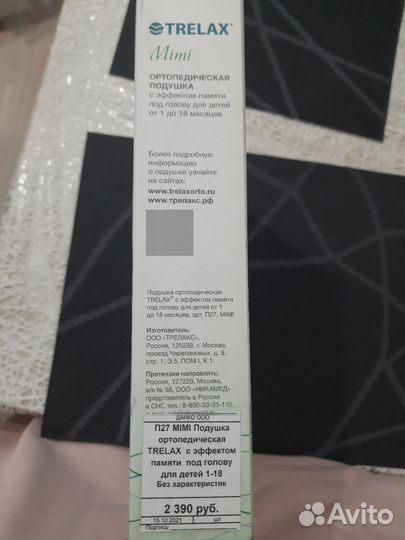 TRELAX®
Mimi
ОРТОПЕДИЧЕСКАЯ
ПОДУШКА
с эффектом памяти
под голову для детей
от 1 до 18 месяцев
Более подробную
информацию
о подушке узнайте
на сайтах:
www.trelaxorto.ru
www.трелакс.рф
Подушка ортопедическая
TRELAX® с эффектом памяти
под голову для детей от 1 до
18 месяцев, арт. П27, MIMI
Изготовитель:
ООО «ТРЕЛАКС»,
Россия, 125239, г. Москва,
проезд Черепановых, д. 6,
стр. 1, Э 5, ПОМ I, К 1.
Претензии направлять:
Россия, 127220, Москва,
а/я № 58, ООО «НИКАМЕД»
представитель в России
и СНГ, тел.: 8-800-33-33-112,
ДАНКО ООО
П27 MIMI Подушка
ортопедическая
TRELAX с эффектом
памяти под голову
для детей 1-18
Без характеристик
2 390 руб.
15.10.2021 шт
Подпись
Avito